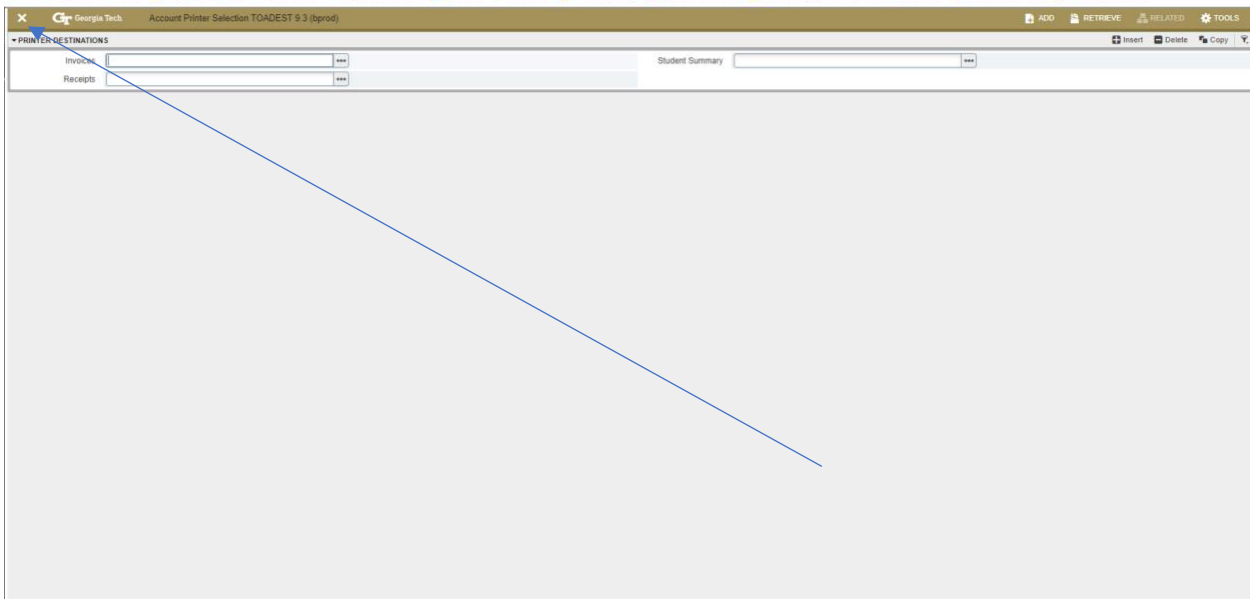 ✕ GT Georgia Tech. Account Printer Selection TOADEST 9.3 (bprod) ADD RETRIEVE RELATED TOOLS
PRINTER DESTINATIONS Insert Delete Copy
Invoices Student Summary
Receipts